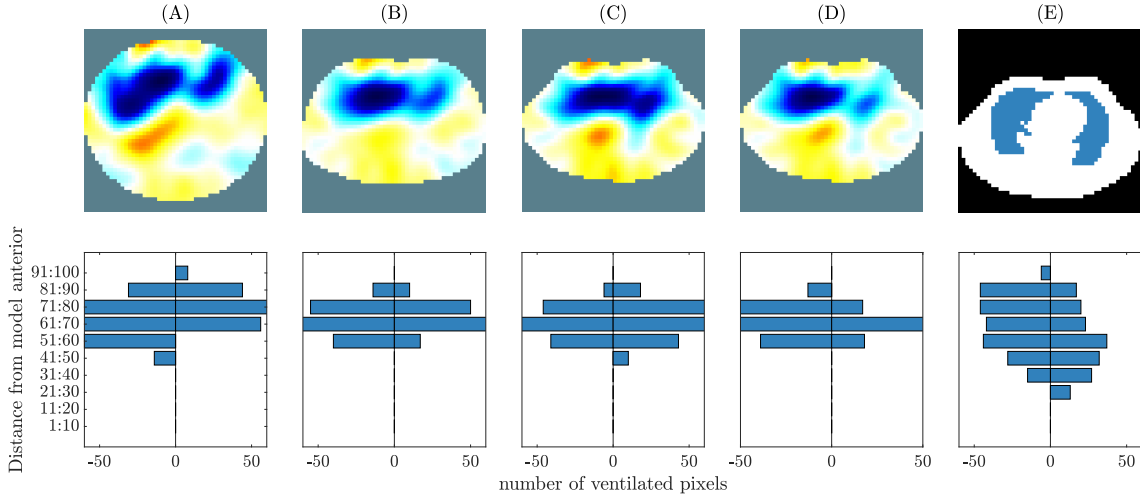 (A) (B) (C) (D) (E)
Distance from model anterior
91:100
81:90
71:80
61:70
51:60
41:50
31:40
21:30
11:20
1:10
-50 0 50 -50 0 50 -50 0 50 -50 0 50 -50 0 50
number of ventilated pixels